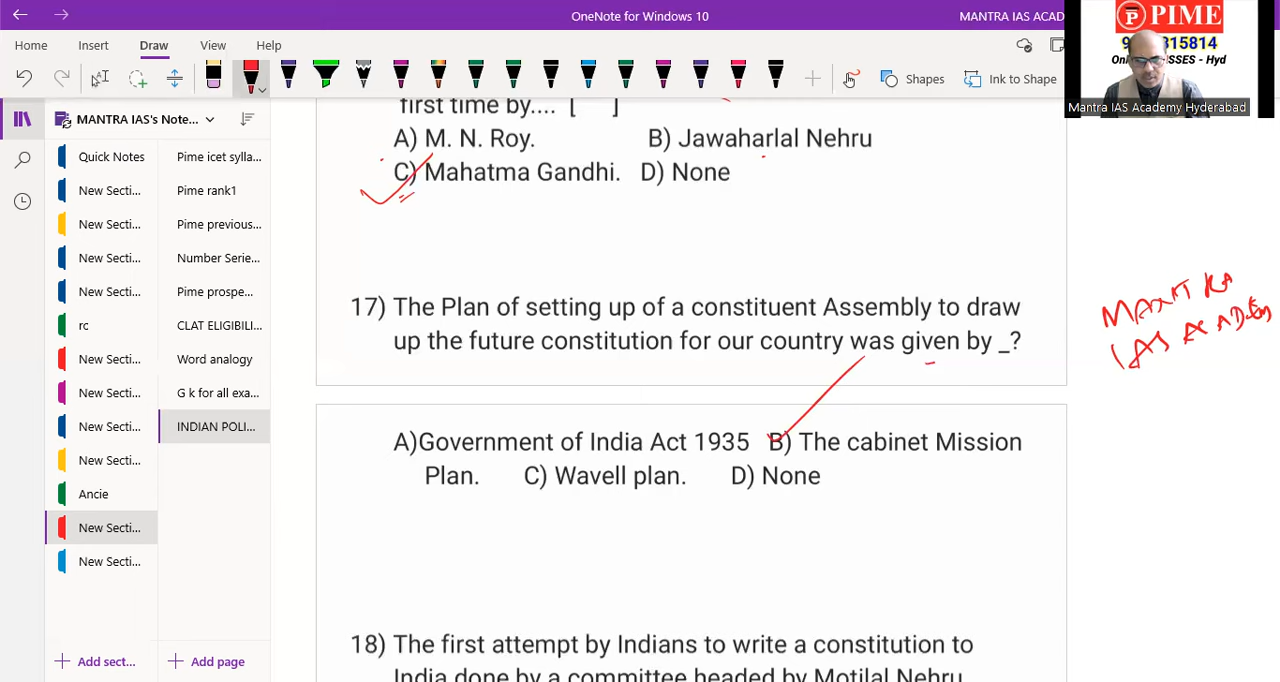 OneNote for Windows 10
MANTRA IAS ACAD
PIME
815814
Hyd
Mantra IAS Academy Hyderabad
Home Insert Draw View Help
Shapes Ink to Shape
MANTRA IAS's Note...
Quick Notes
New Secti...
New Secti...
New Secti...
New Secti...
rc
New Secti...
New Secti...
New Secti...
New Secti...
Ancie
New Secti...
New Secti...
Add sect...
Pime icet sylla...
Pime rank1
Pime previous...
Number Serie...
Pime prospe...
CLAT ELIGIBILI...
Word analogy
G k for all exa...
INDIAN POLI...
Add page
first time by.... [ ]
A) M. N. Roy. B) Jawaharlal Nehru
C) Mahatma Gandhi. D) None
17) The Plan of setting up of a constituent Assembly to draw
up the future constitution for our country was given by _?
A)Government of India Act 1935 B) The cabinet Mission
Plan. C) Wavell plan. D) None
18) The first attempt by Indians to write a constitution to
India done by a committee headed by Motilal Nehru
MANTRA
IAS ACADEMY